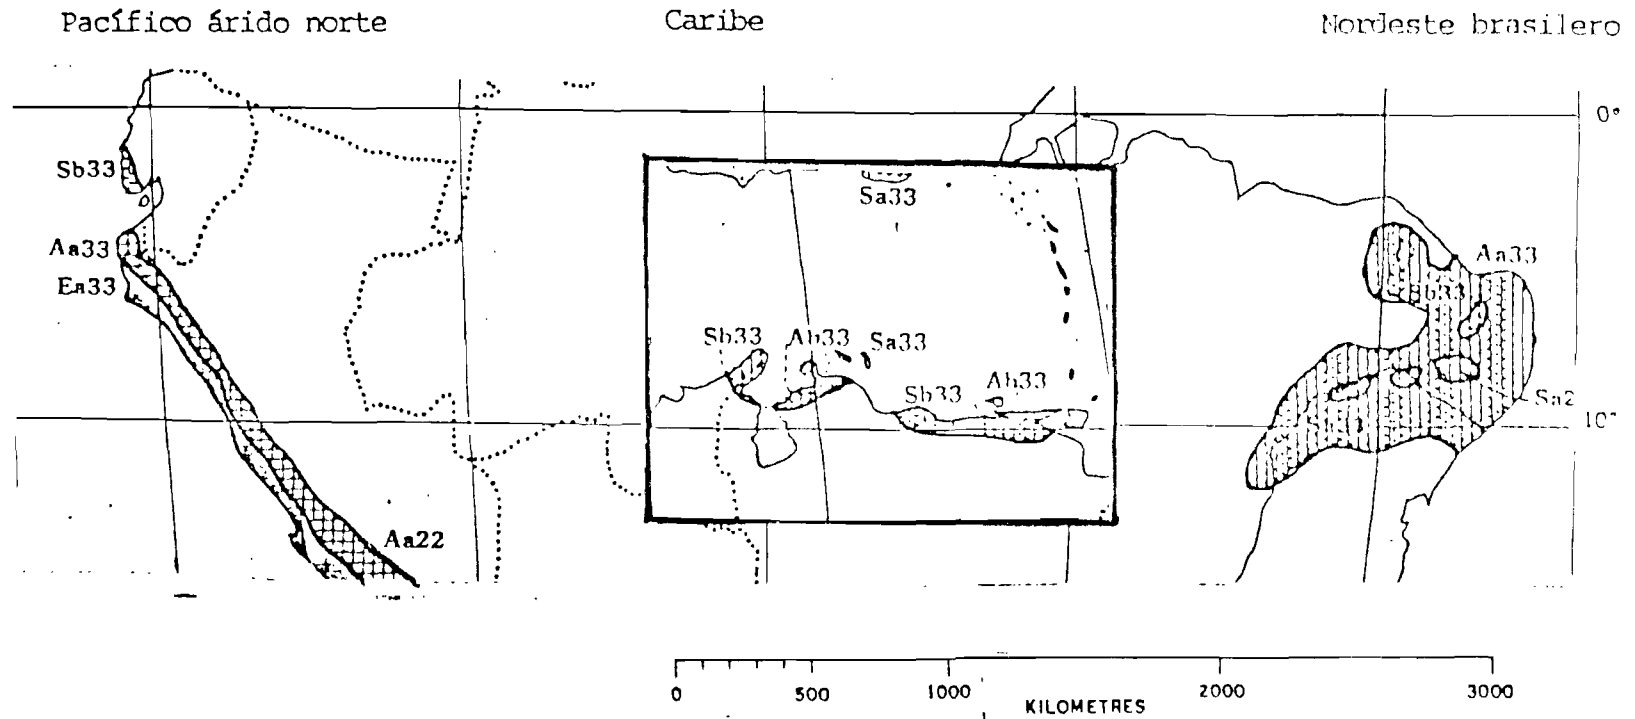 Pacífico árido norte
Caribe
Nordeste brasilero
0°
Sb33
Sa33
Aa33
Aa33
Ea33
Sb33
Ab33
Sa33
Sb33
Ab33
Sa2
10°
Aa22
0
500
1000
2000
3000
KILOMETRES